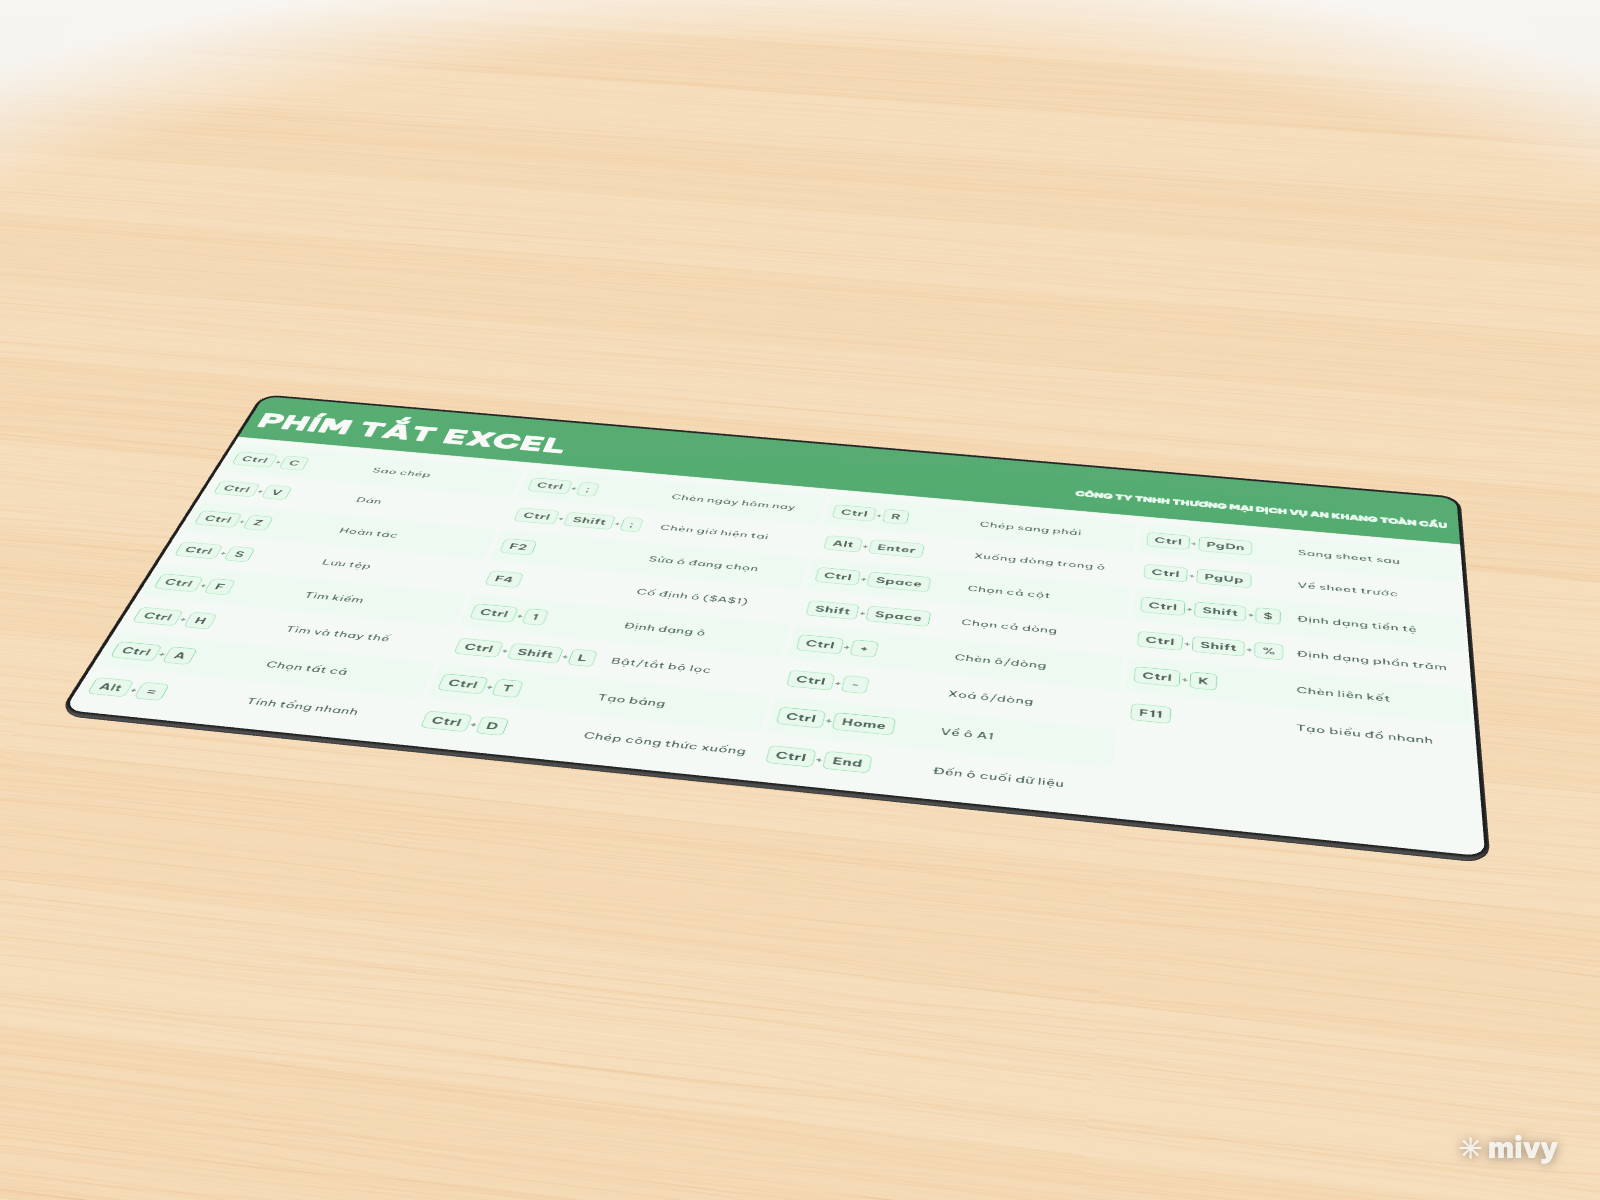 PHÍM TẮT EXCEL
CÔNG TY TNHH THƯƠNG MẠI DỊCH VỤ AN KHANG TOÀN CẦU
Ctrl + C Sao chép
Ctrl + V Dán
Ctrl + Z Hoàn tác
Ctrl + S Lưu tệp
Ctrl + F Tìm kiếm
Ctrl + H Tìm và thay thế
Ctrl + A Chọn tất cả
Alt + = Tính tổng nhanh
Ctrl + ; Chèn ngày hôm nay
Ctrl + Shift + ; Chèn giờ hiện tại
F2 Sửa ô đang chọn
F4 Cố định ô ($A$1)
Ctrl + 1 Định dạng ô
Ctrl + Shift + L Bật/tắt bộ lọc
Ctrl + T Tạo bảng
Ctrl + D Chép công thức xuống
Ctrl + R Chép sang phải
Alt + Enter Xuống dòng trong ô
Ctrl + Space Chọn cả cột
Shift + Space Chọn cả dòng
Ctrl + + Chèn ô/dòng
Ctrl + - Xoá ô/dòng
Ctrl + Home Về ô A1
Ctrl + End Đến ô cuối dữ liệu
Ctrl + PgDn Sang sheet sau
Ctrl + PgUp Về sheet trước
Ctrl + Shift + $ Định dạng tiền tệ
Ctrl + Shift + % Định dạng phần trăm
Ctrl + K Chèn liên kết
F11 Tạo biểu đồ nhanh
mivy